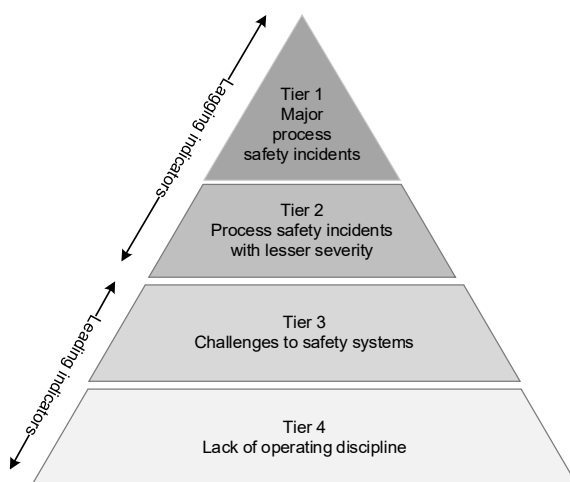 Lagging indicators
Tier 1
Major
process
safety incidents
Tier 2
Process safety incidents
with lesser severity
Leading indicators
Tier 3
Challenges to safety systems
Tier 4
Lack of operating discipline